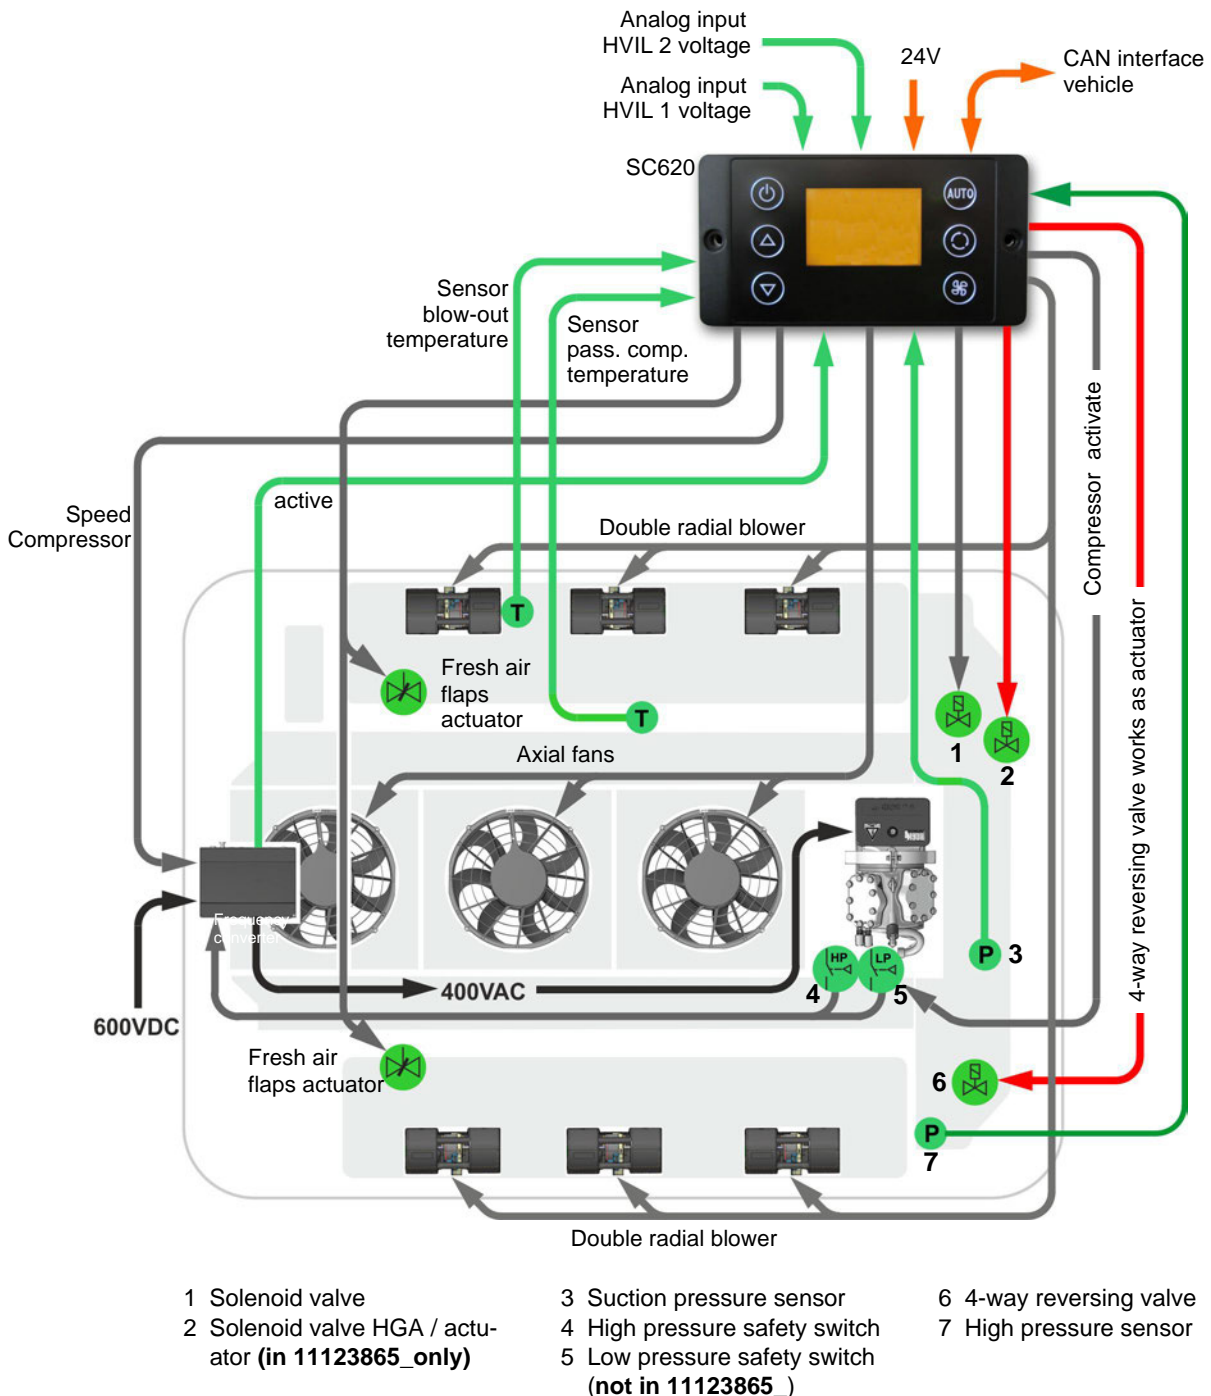 Analog input
HVIL 2 voltage
24V
CAN interface
vehicle
Analog input
HVIL 1 voltage
SC620
AUTO
Sensor
blow-out
temperature
Sensor
pass. comp.
temperature
Compressor activate
4-way reversing valve works as actuator
Speed
Compressor
active
Double radial blower
T
Fresh air
flaps
actuator
T
1
2
Axial fans
Frequency
converter
HP
LP
P
3
4
5
400VAC
600VDC
Fresh air
flaps actuator
6
P
7
Double radial blower
1 Solenoid valve
2 Solenoid valve HGA / actu-
ator (in 11123865_only)
3 Suction pressure sensor
4 High pressure safety switch
5 Low pressure safety switch
(not in 11123865_)
6 4-way reversing valve
7 High pressure sensor